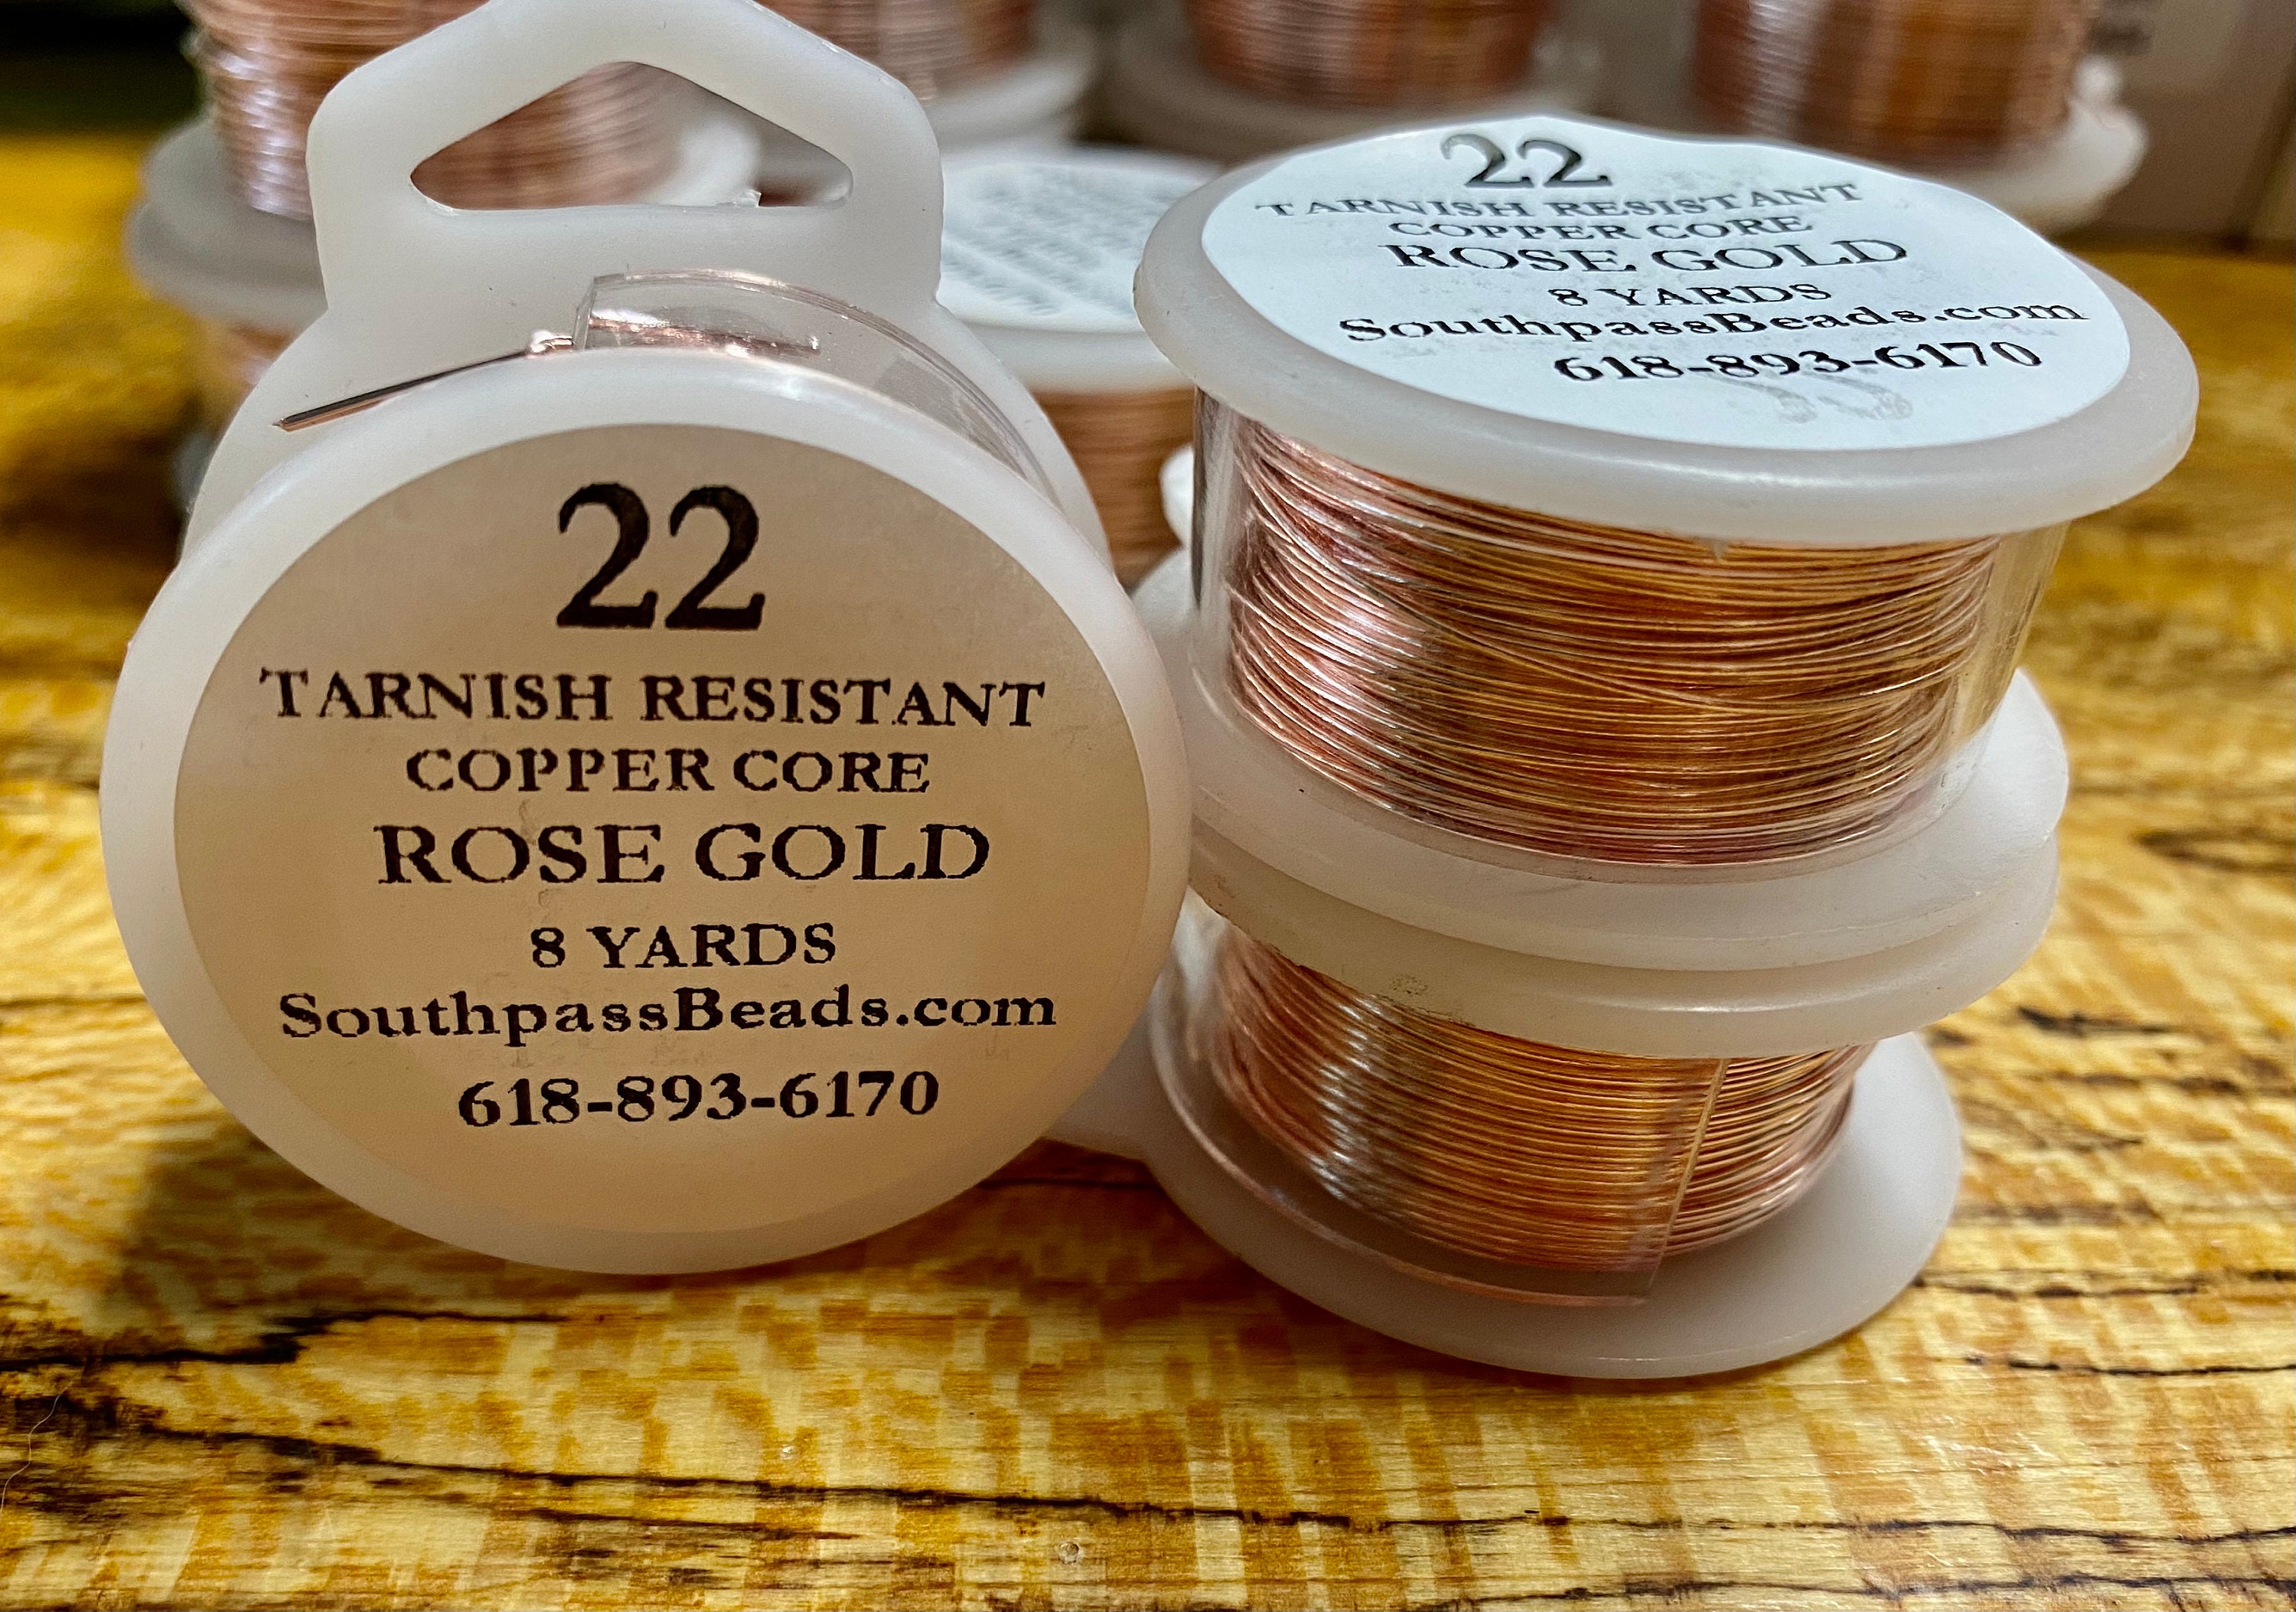 22
TARNISH RESISTANT
COPPER CORE
ROSE GOLD
8 YARDS
SouthpassBeads.com
618-893-6170
22
TARNISH RESISTANT
COPPER CORE
ROSE GOLD
8 YARDS
SouthpassBeads.com
618-893-6170